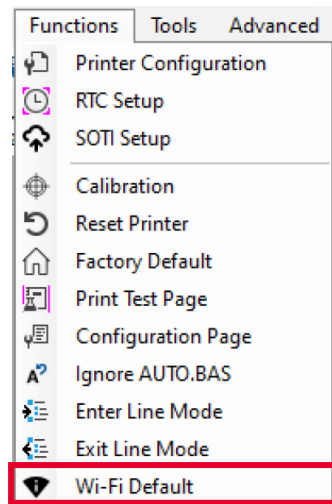 Functions Tools Advanced
Printer Configuration
RTC Setup
SOTI Setup
Calibration
Reset Printer
Factory Default
Print Test Page
Configuration Page
Ignore AUTO.BAS
Enter Line Mode
Exit Line Mode
Wi-Fi Default